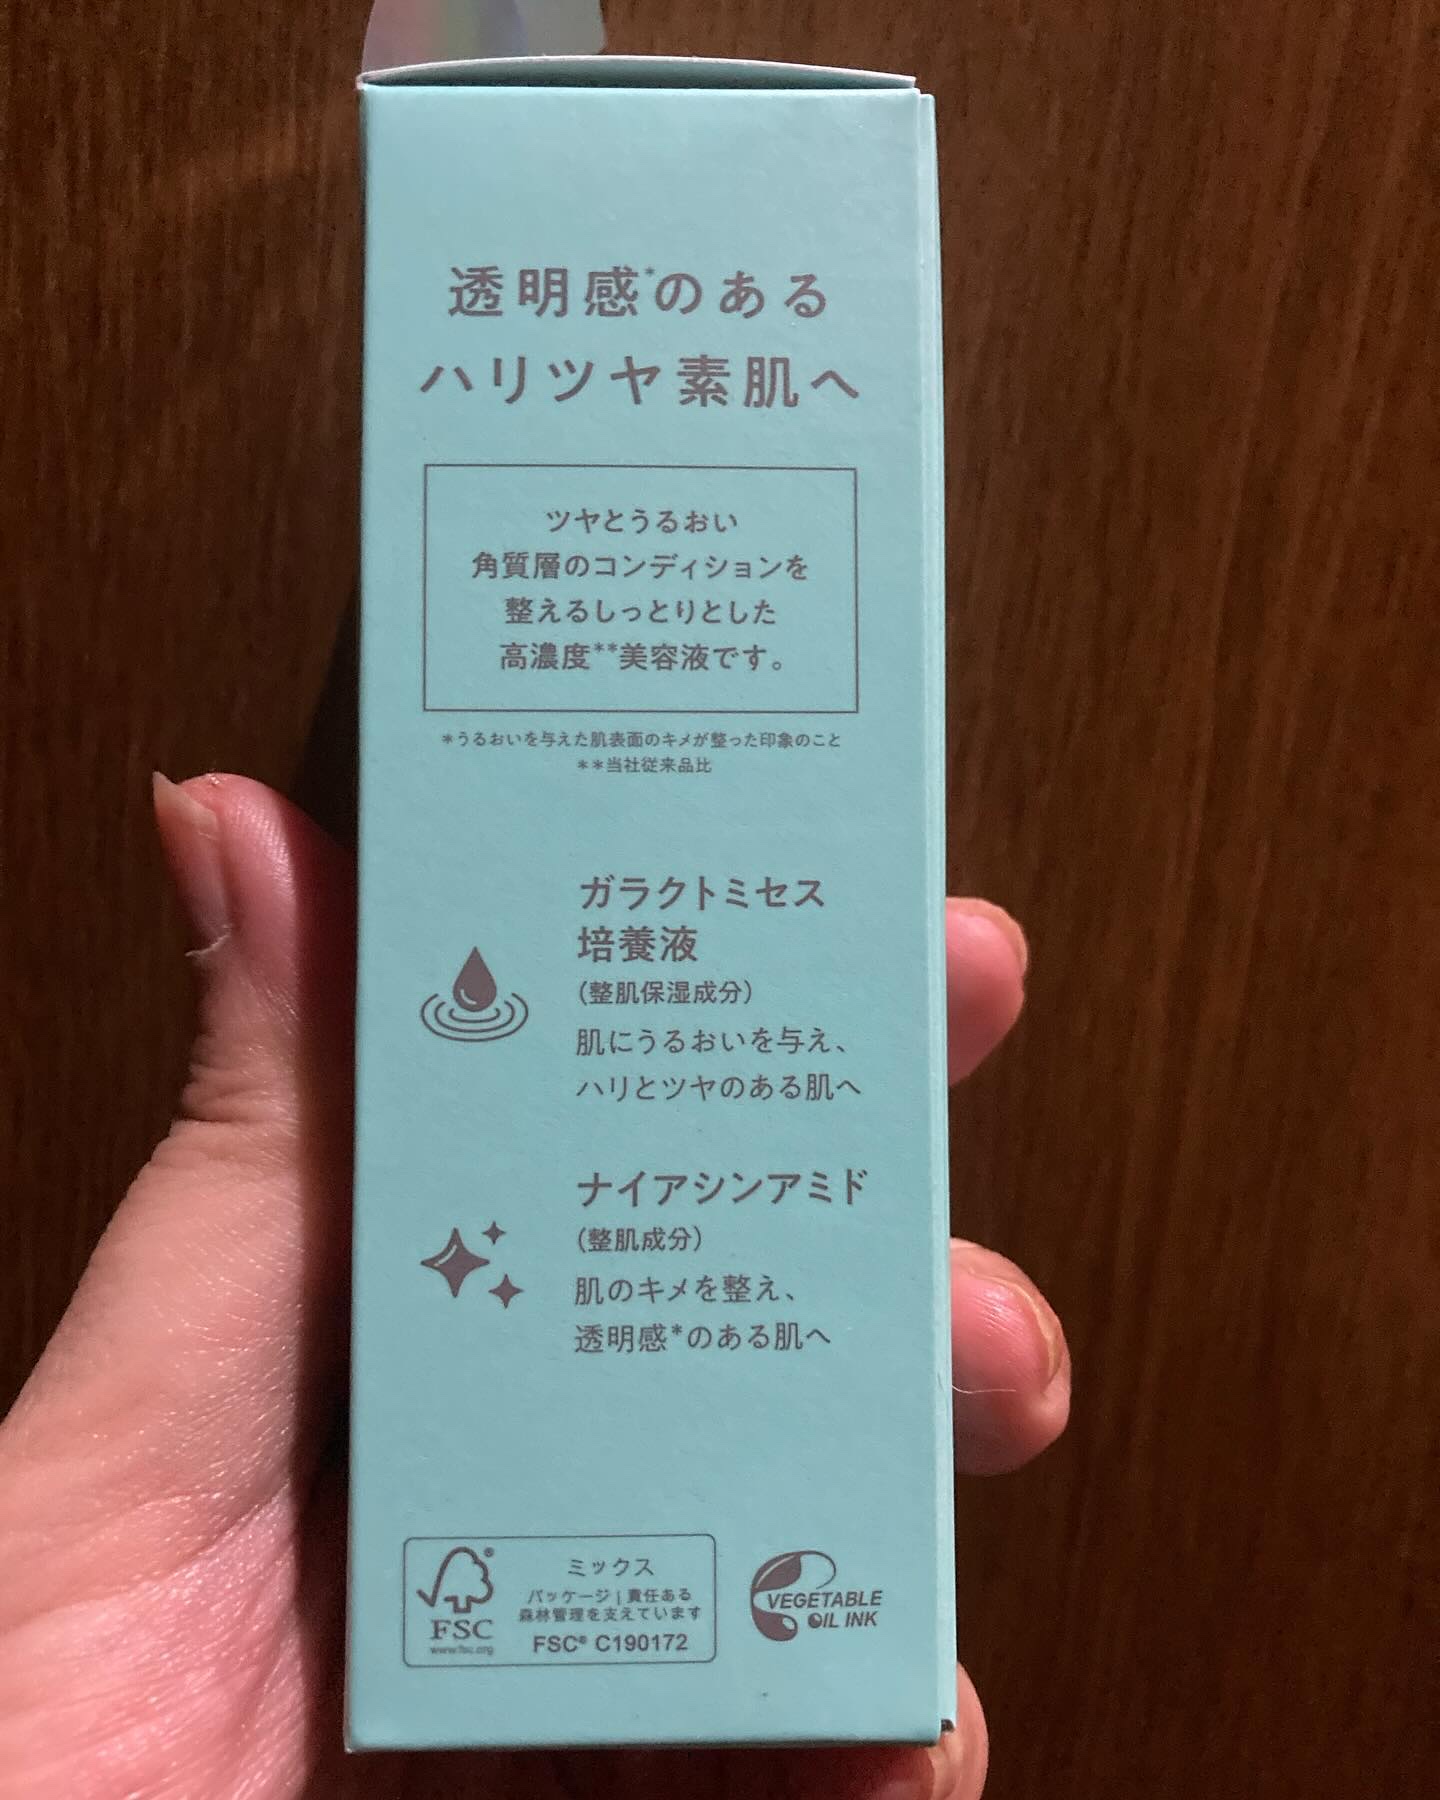 透明感*のある
ハリツヤ素肌へ
ツヤとうるおい
角質層のコンディションを
整えるしっとりとした
高濃度**美容液です。
*うるおいを与えた肌表面のキメが整った印象のこと
**当社従来品比
ガラクトミセス
培養液
(整肌保湿成分)
肌にうるおいを与え、
ハリとツヤのある肌へ
ナイアシンアミド
(整肌成分)
肌のキメを整え、
透明感*のある肌へ
FSC
www.fsc.org
ミックス
パッケージ|責任ある
森林管理を支えています
FSC® C190172
VEGETABLE
OIL INK